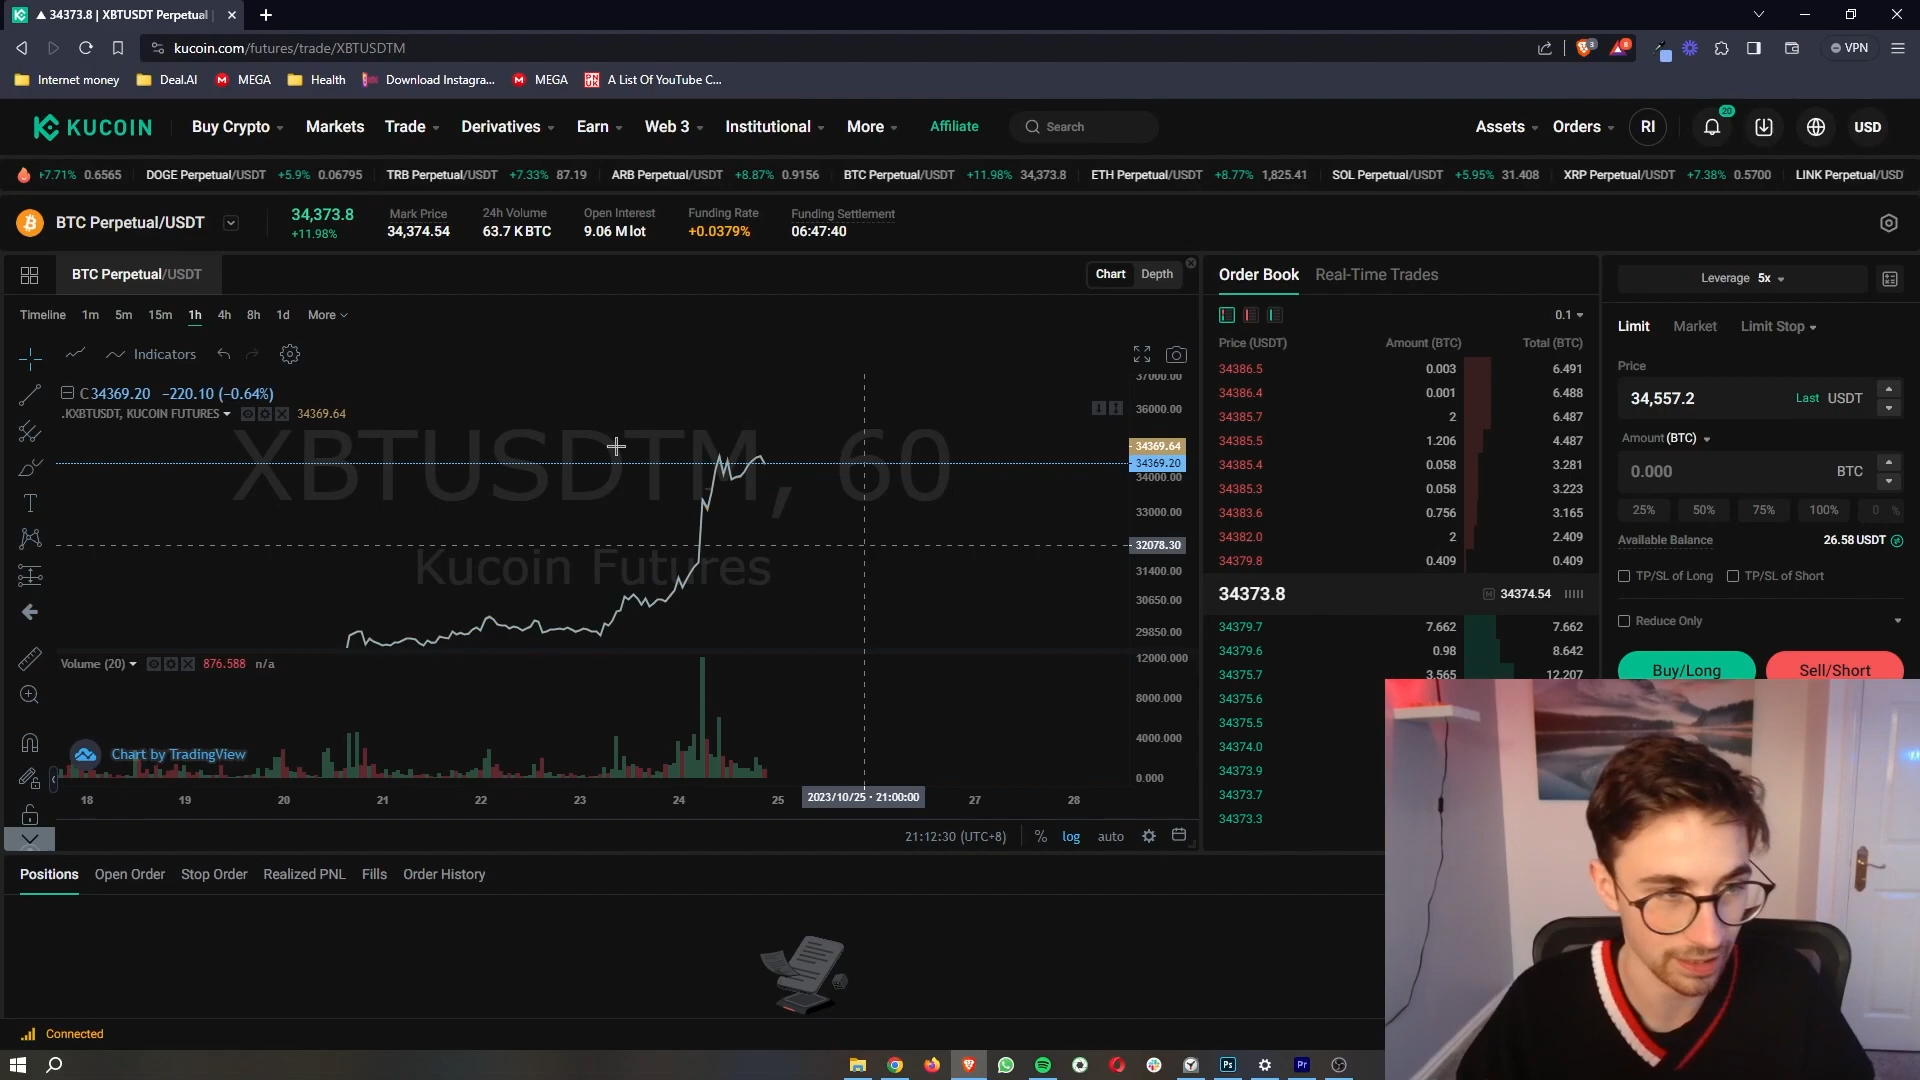 ▲ 34373.8 | XBTUSDT Perpetual |
kucoin.com/futures/trade/XBTUSDTM
VPN
Internet money Deal.AI MEGA Health Download Instagra... MEGA A List Of YouTube C...
KUCOIN Buy Crypto Markets Trade Derivatives Earn Web 3 Institutional More Affiliate Search Assets Orders RI 20 USD
+7.71% 0.6565 DOGE Perpetual/USDT +5.9% 0.06795 TRB Perpetual/USDT +7.33% 87.19 ARB Perpetual/USDT +8.87% 0.9156 BTC Perpetual/USDT +11.98% 34,373.8 ETH Perpetual/USDT +8.77% 1,825.41 SOL Perpetual/USDT +5.95% 31.408 XRP Perpetual/USDT +7.38% 0.5700 LINK Perpetual/USD
BTC Perpetual/USDT
34,373.8
+11.98%
Mark Price
34,374.54
24h Volume
63.7 K BTC
Open Interest
9.06 M lot
Funding Rate
+0.0379%
Funding Settlement
06:47:40
BTC Perpetual/USDT
Chart Depth
Timeline 1m 5m 15m 1h 4h 8h 1d More
Indicators
C34369.20 −220.10 (−0.64%)
.KXBTUSDT, KUCOIN FUTURES 34369.64
XBTUSDTM, 60
Kucoin Futures
37000.00
36000.00
34369.64
34369.20
34000.00
33000.00
32078.30
31400.00
30650.00
29850.00
Volume (20) 876.588 n/a
12000.000
8000.000
4000.000
0.000
Chart by TradingView
18 19 20 21 22 23 24 25 2023/10/25 - 21:00:00 27 28
21:12:30 (UTC+8) % log auto
Order Book Real-Time Trades
0.1
Price (USDT) Amount (BTC) Total (BTC)
34386.5 0.003 6.491
34386.4 0.001 6.488
34385.7 2 6.487
34385.5 1.206 4.487
34385.4 0.058 3.281
34385.3 0.058 3.223
34383.6 0.756 3.165
34382.0 2 2.409
34379.8 0.409 0.409
34373.8 M 34374.54
34379.7 7.662 7.662
34379.6 0.98 8.642
34375.7 3.565 12.207
34375.6
34375.5
34374.0
34373.9
34373.7
34373.3
Leverage 5x
Limit Market Limit Stop
Price
34,557.2 Last USDT
Amount (BTC)
0.000 BTC
25% 50% 75% 100% 0 %
Available Balance 26.58 USDT
TP/SL of Long TP/SL of Short
Reduce Only
Buy/Long Sell/Short
Positions Open Order Stop Order Realized PNL Fills Order History
Connected
Ps Pr